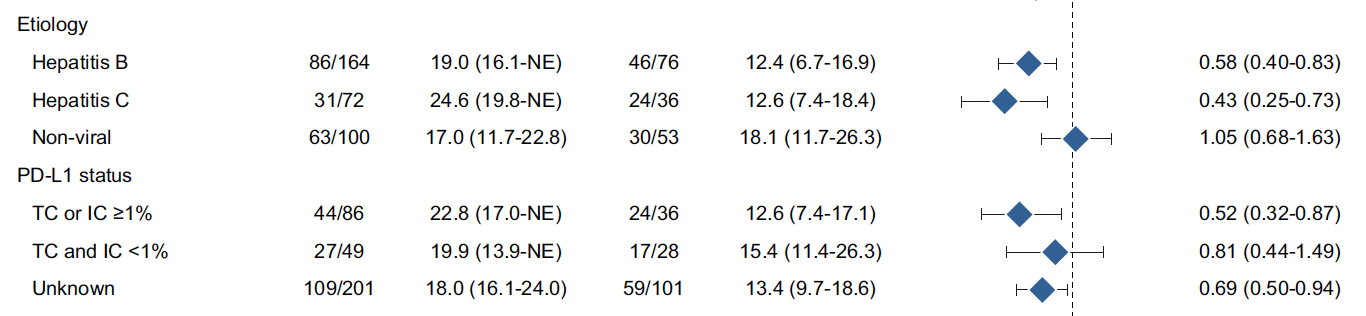 Etiology
Hepatitis B 86/164 19.0 (16.1-NE) 46/76 12.4 (6.7-16.9) 0.58 (0.40-0.83)
Hepatitis C 31/72 24.6 (19.8-NE) 24/36 12.6 (7.4-18.4) 0.43 (0.25-0.73)
Non-viral 63/100 17.0 (11.7-22.8) 30/53 18.1 (11.7-26.3) 1.05 (0.68-1.63)
PD-L1 status
TC or IC ≥1% 44/86 22.8 (17.0-NE) 24/36 12.6 (7.4-17.1) 0.52 (0.32-0.87)
TC and IC <1% 27/49 19.9 (13.9-NE) 17/28 15.4 (11.4-26.3) 0.81 (0.44-1.49)
Unknown 109/201 18.0 (16.1-24.0) 59/101 13.4 (9.7-18.6) 0.69 (0.50-0.94)